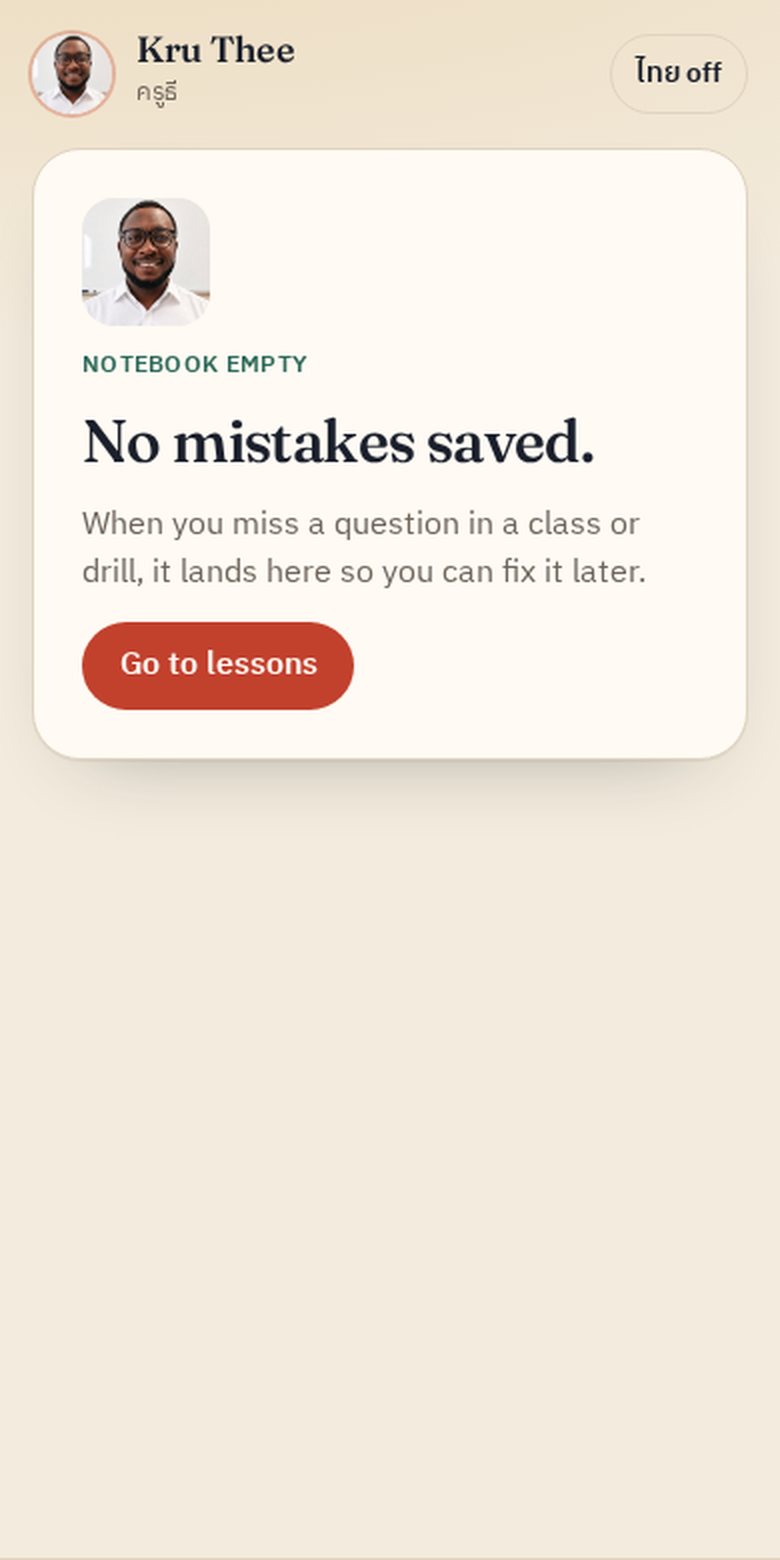 Kru Thee
ครูธี
ไทย off
NOTEBOOK EMPTY
No mistakes saved.
When you miss a question in a class or
drill, it lands here so you can fix it later.
Go to lessons